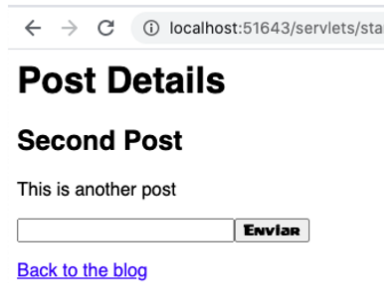 localhost:51643/servlets/sta
Post Details
Second Post
This is another post
Enviar
Back to the blog